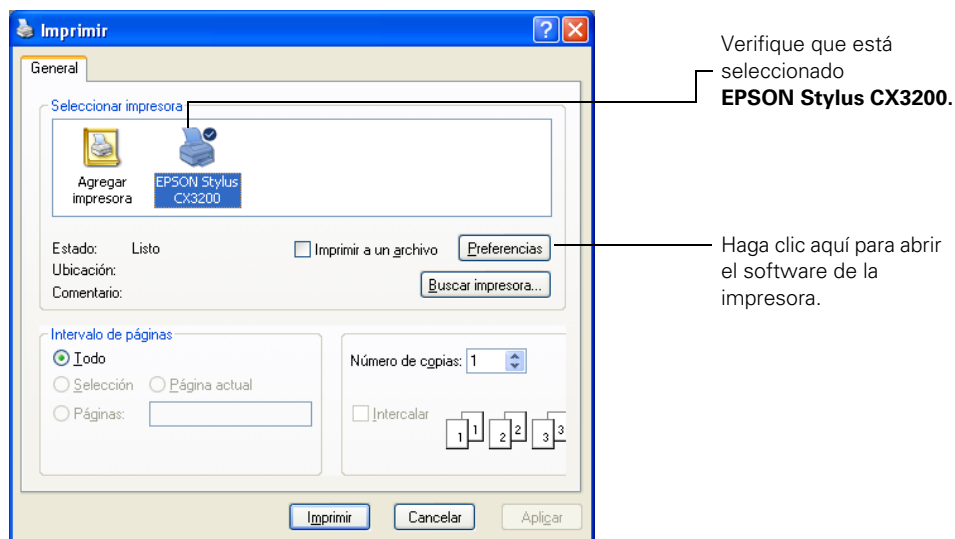 Imprimir
General
Seleccionar impresora
Agregar
impresora
EPSON Stylus
CX3200
Estado: Listo
Imprimir a un archivo
Preferencias
Ubicación:
Comentario:
Buscar impresora...
Intervalo de páginas
Todo
Selección
Página actual
Páginas:
Número de copias: 1
Intercalar
1 1 2 2 3 3
Imprimir
Cancelar
Aplicar
Verifique que está
seleccionado
EPSON Stylus CX3200.
Haga clic aquí para abrir
el software de la
impresora.